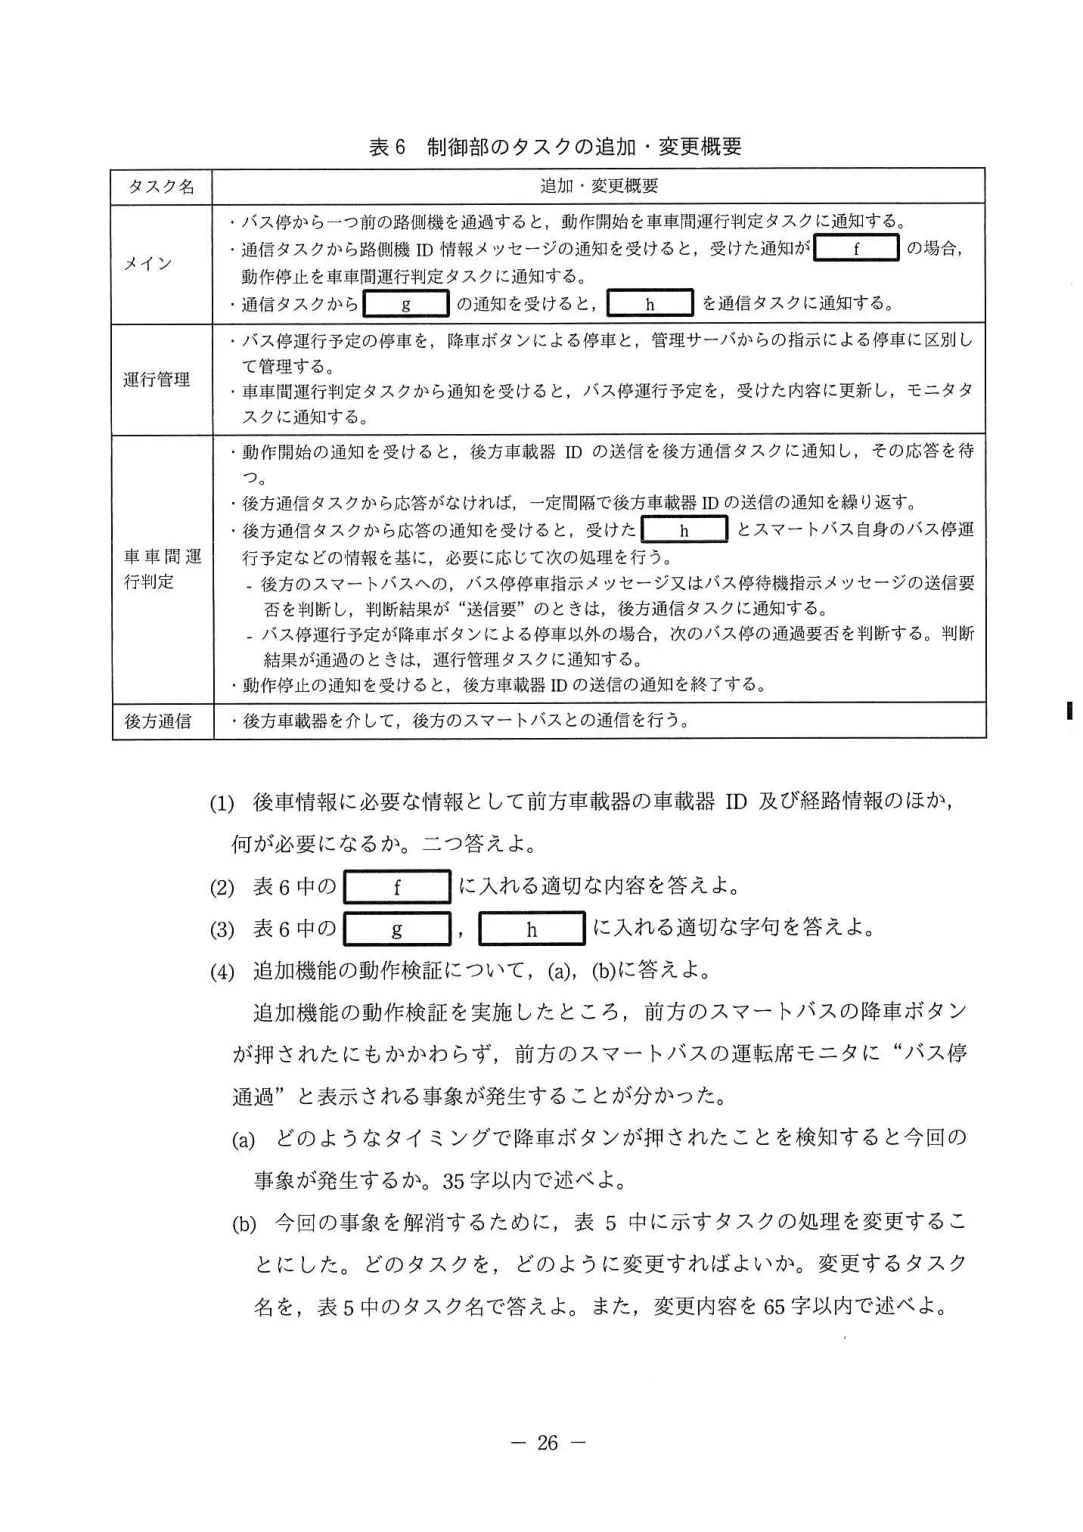 表6 制御部のタスクの追加・変更概要
タスク名
追加・変更概要
メイン
・バス停から一つ前の路側機を通過すると，動作開始を車車間運行判定タスクに通知する。
・通信タスクから路側機 ID 情報メッセージの通知を受けると，受けた通知が f の場合，
動作停止を車車間運行判定タスクに通知する。
・通信タスクから g の通知を受けると， h を通信タスクに通知する。
運行管理
・バス停運行予定の停車を，降車ボタンによる停車と，管理サーバからの指示による停車に区別し
て管理する。
・車車間運行判定タスクから通知を受けると，バス停運行予定を，受けた内容に更新し，モニタタ
スクに通知する。
車車間運
行判定
・動作開始の通知を受けると，後方車載器 ID の送信を後方通信タスクに通知し，その応答を待
つ。
・後方通信タスクから応答がなければ，一定間隔で後方車載器 ID の送信の通知を繰り返す。
・後方通信タスクから応答の通知を受けると，受けた h とスマートバス自身のバス停運
行予定などの情報を基に，必要に応じて次の処理を行う。
- 後方のスマートバスへの，バス停停車指示メッセージ又はバス停待機指示メッセージの送信要
否を判断し，判断結果が“送信要”のときは，後方通信タスクに通知する。
- バス停運行予定が降車ボタンによる停車以外の場合，次のバス停の通過要否を判断する。判断
結果が通過のときは，運行管理タスクに通知する。
・動作停止の通知を受けると，後方車載器 ID の送信の通知を終了する。
後方通信
・後方車載器を介して，後方のスマートバスとの通信を行う。
(1) 後車情報に必要な情報として前方車載器の車載器 ID 及び経路情報のほか，
何が必要になるか。二つ答えよ。
(2) 表6中の f に入れる適切な内容を答えよ。
(3) 表6中の g ， h に入れる適切な字句を答えよ。
(4) 追加機能の動作検証について，(a)，(b)に答えよ。
追加機能の動作検証を実施したところ，前方のスマートバスの降車ボタン
が押されたにもかかわらず，前方のスマートバスの運転席モニタに“バス停
通過”と表示される事象が発生することが分かった。
(a) どのようなタイミングで降車ボタンが押されたことを検知すると今回の
事象が発生するか。35字以内で述べよ。
(b) 今回の事象を解消するために，表 5 中に示すタスクの処理を変更するこ
とにした。どのタスクを，どのように変更すればよいか。変更するタスク
名を，表5中のタスク名で答えよ。また，変更内容を65字以内で述べよ。
－ 26 －